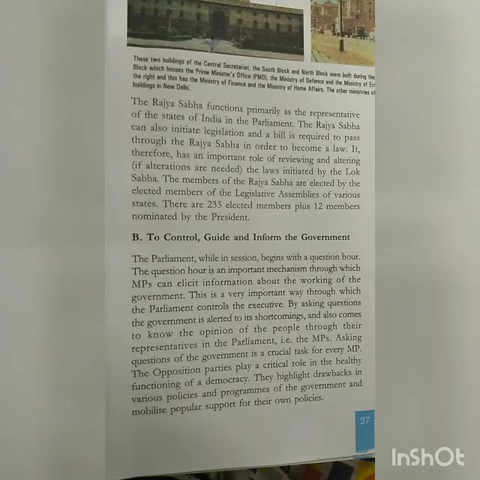 These two buildings of the Central Secretariat, the South Block and North Block were built during the
Block which houses the Prime Minister's Office (PMO), the Ministry of Defence and the Ministry of
the right and this has the Ministry of Finance and the Ministry of Home Affairs. The other ministries of
buildings in New Delhi.
The Rajya Sabha functions primarily as the representative
of the states of India in the Parliament. The Rajya Sabha
can also initiate legislation and a bill is required to pass
through the Rajya Sabha in order to become a law. It,
therefore, has an important role of reviewing and altering
(if alterations are needed) the laws initiated by the Lok
Sabha. The members of the Rajya Sabha are elected by the
elected members of the Legislative Assemblies of various
states. There are 233 elected members plus 12 members
nominated by the President.
B. To Control, Guide and Inform the Government
The Parliament, while in session, begins with a question hour.
The question hour is an important mechanism through which
MPs can elicit information about the working of the
government. This is a very important way through which
the Parliament controls the executive. By asking questions
the government is alerted to its shortcomings, and also comes
to know the opinion of the people through their
representatives in the Parliament, i.e. the MPs. Asking
questions of the government is a crucial task for every MP.
The Opposition parties play a critical role in the healthy
functioning of a democracy. They highlight drawbacks in
various policies and programmes of the government and
mobilise popular support for their own policies.
37
InShOt